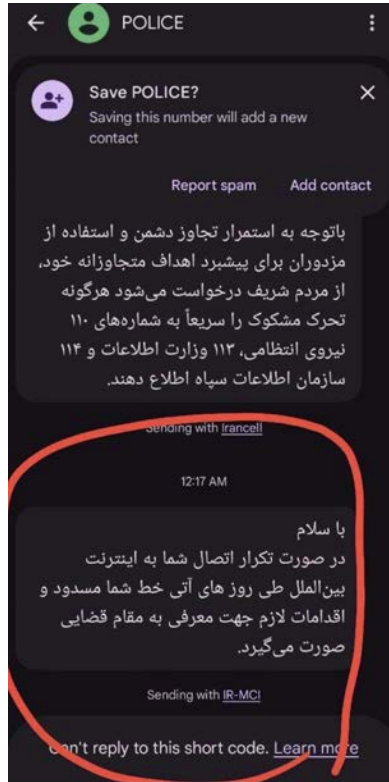 POLICE
Save POLICE?
Saving this number will add a new
contact
Report spam Add contact
باتوجه به استمرار تجاوز دشمن و استفاده از
مزدوران برای پیشبرد اهداف متجاوزانه خود،
از مردم شریف درخواست می‌شود هرگونه
تحرک مشکوک را سریعاً به شماره‌های ۱۱۰
نیروی انتظامی، ۱۱۳ وزارت اطلاعات و ۱۱۴
سازمان اطلاعات سپاه اطلاع دهند.
Sending with Irancell
12:17 AM
با سلام
در صورت تکرار اتصال شما به اینترنت
بین‌الملل طی روز های آتی خط شما مسدود و
اقدامات لازم جهت معرفی به مقام قضایی
صورت می‌گیرد.
Sending with IR-MCI
Can't reply to this short code. Learn more